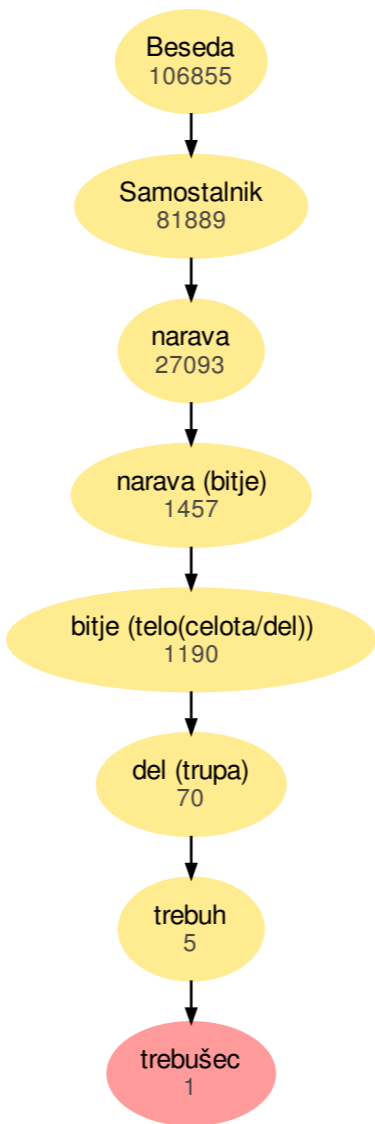 Beseda
106855
Samostalnik
81889
narava
27093
narava (bitje)
1457
bitje (telo(celota/del))
1190
del (trupa)
70
trebuh
5
trebušec
1